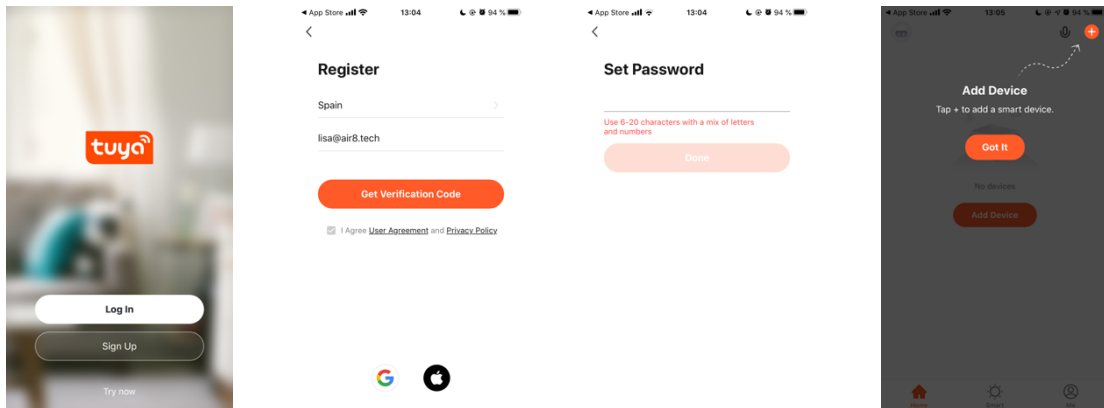 tuya
Log In
Sign Up
Try now
App Store
13:04
94 %
Register
Spain
lisa@air8.tech
Get Verification Code
I Agree User Agreement and Privacy Policy
App Store
13:04
94 %
Set Password
Use 6-20 characters with a mix of letters
and numbers
Done
App Store
13:05
94 %
Add Device
Tap + to add a smart device.
Got It
No devices
Add Device
Home
Smart
Me